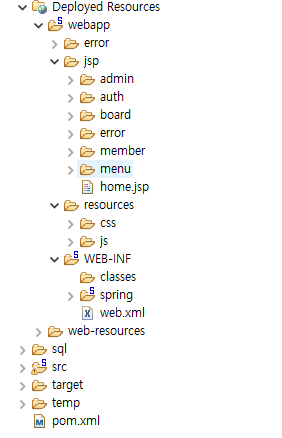 Deployed Resources
webapp
error
jsp
admin
auth
board
error
member
menu
home.jsp
resources
css
js
WEB-INF
classes
spring
web.xml
web-resources
sql
src
target
temp
pom.xml